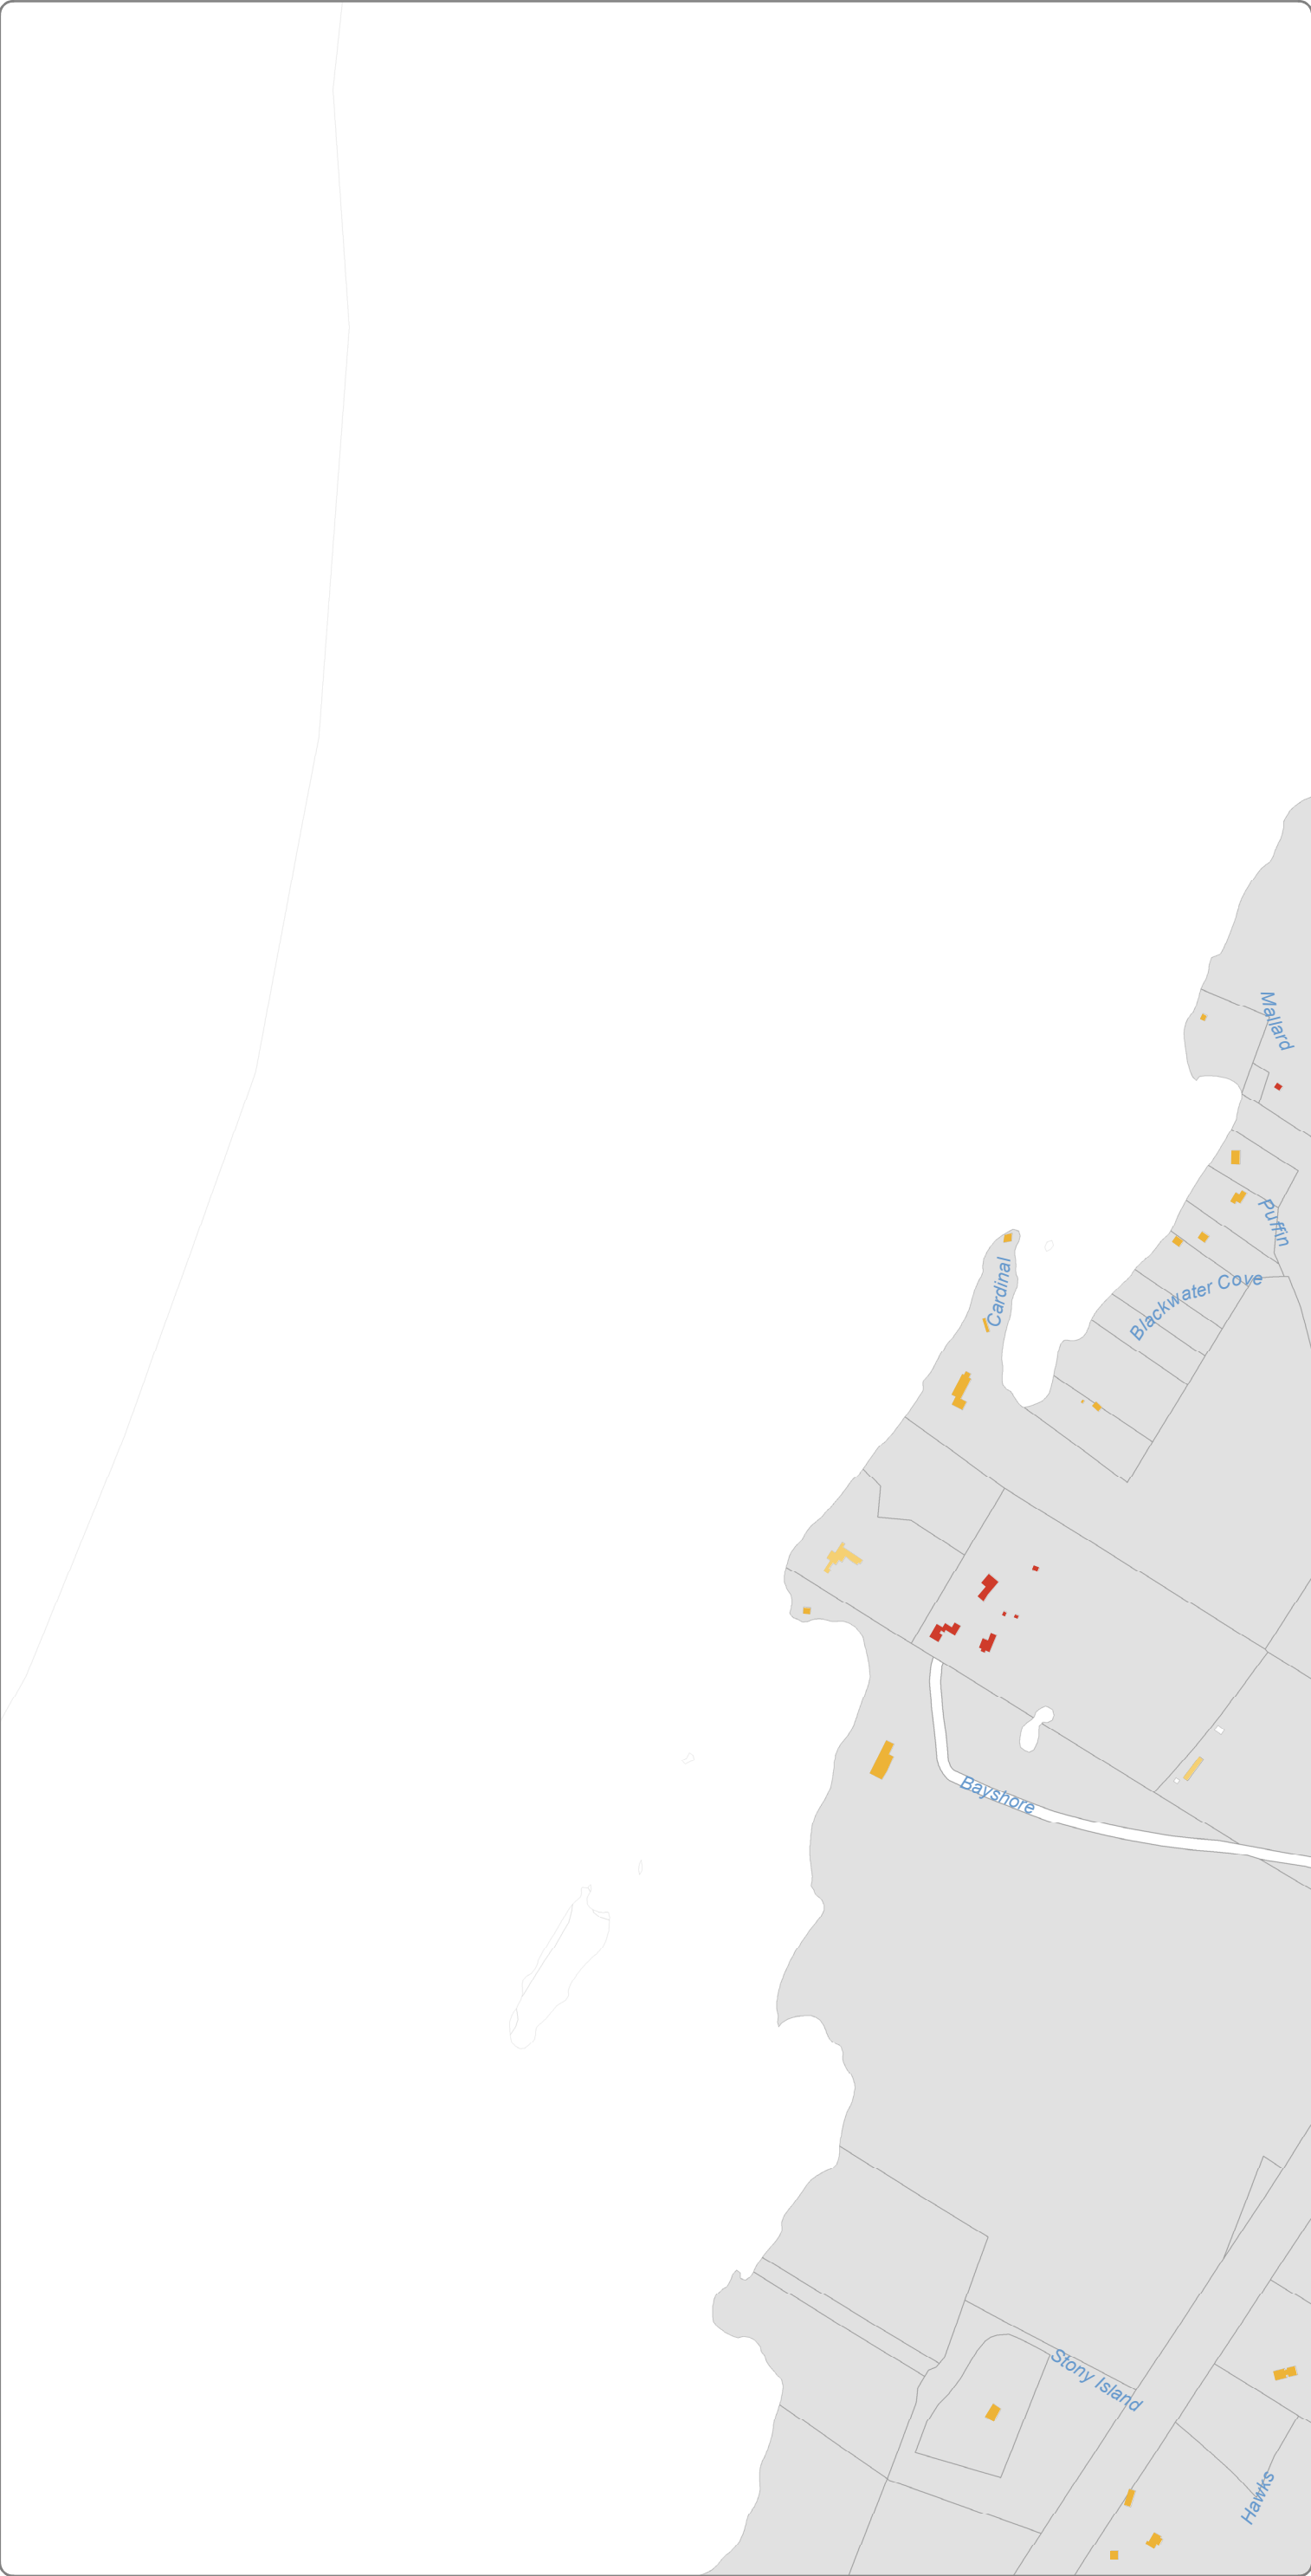 Mallard
Puffin
Cardinal
Blackwater Cove
Bayshore
Stony Island
Hawks